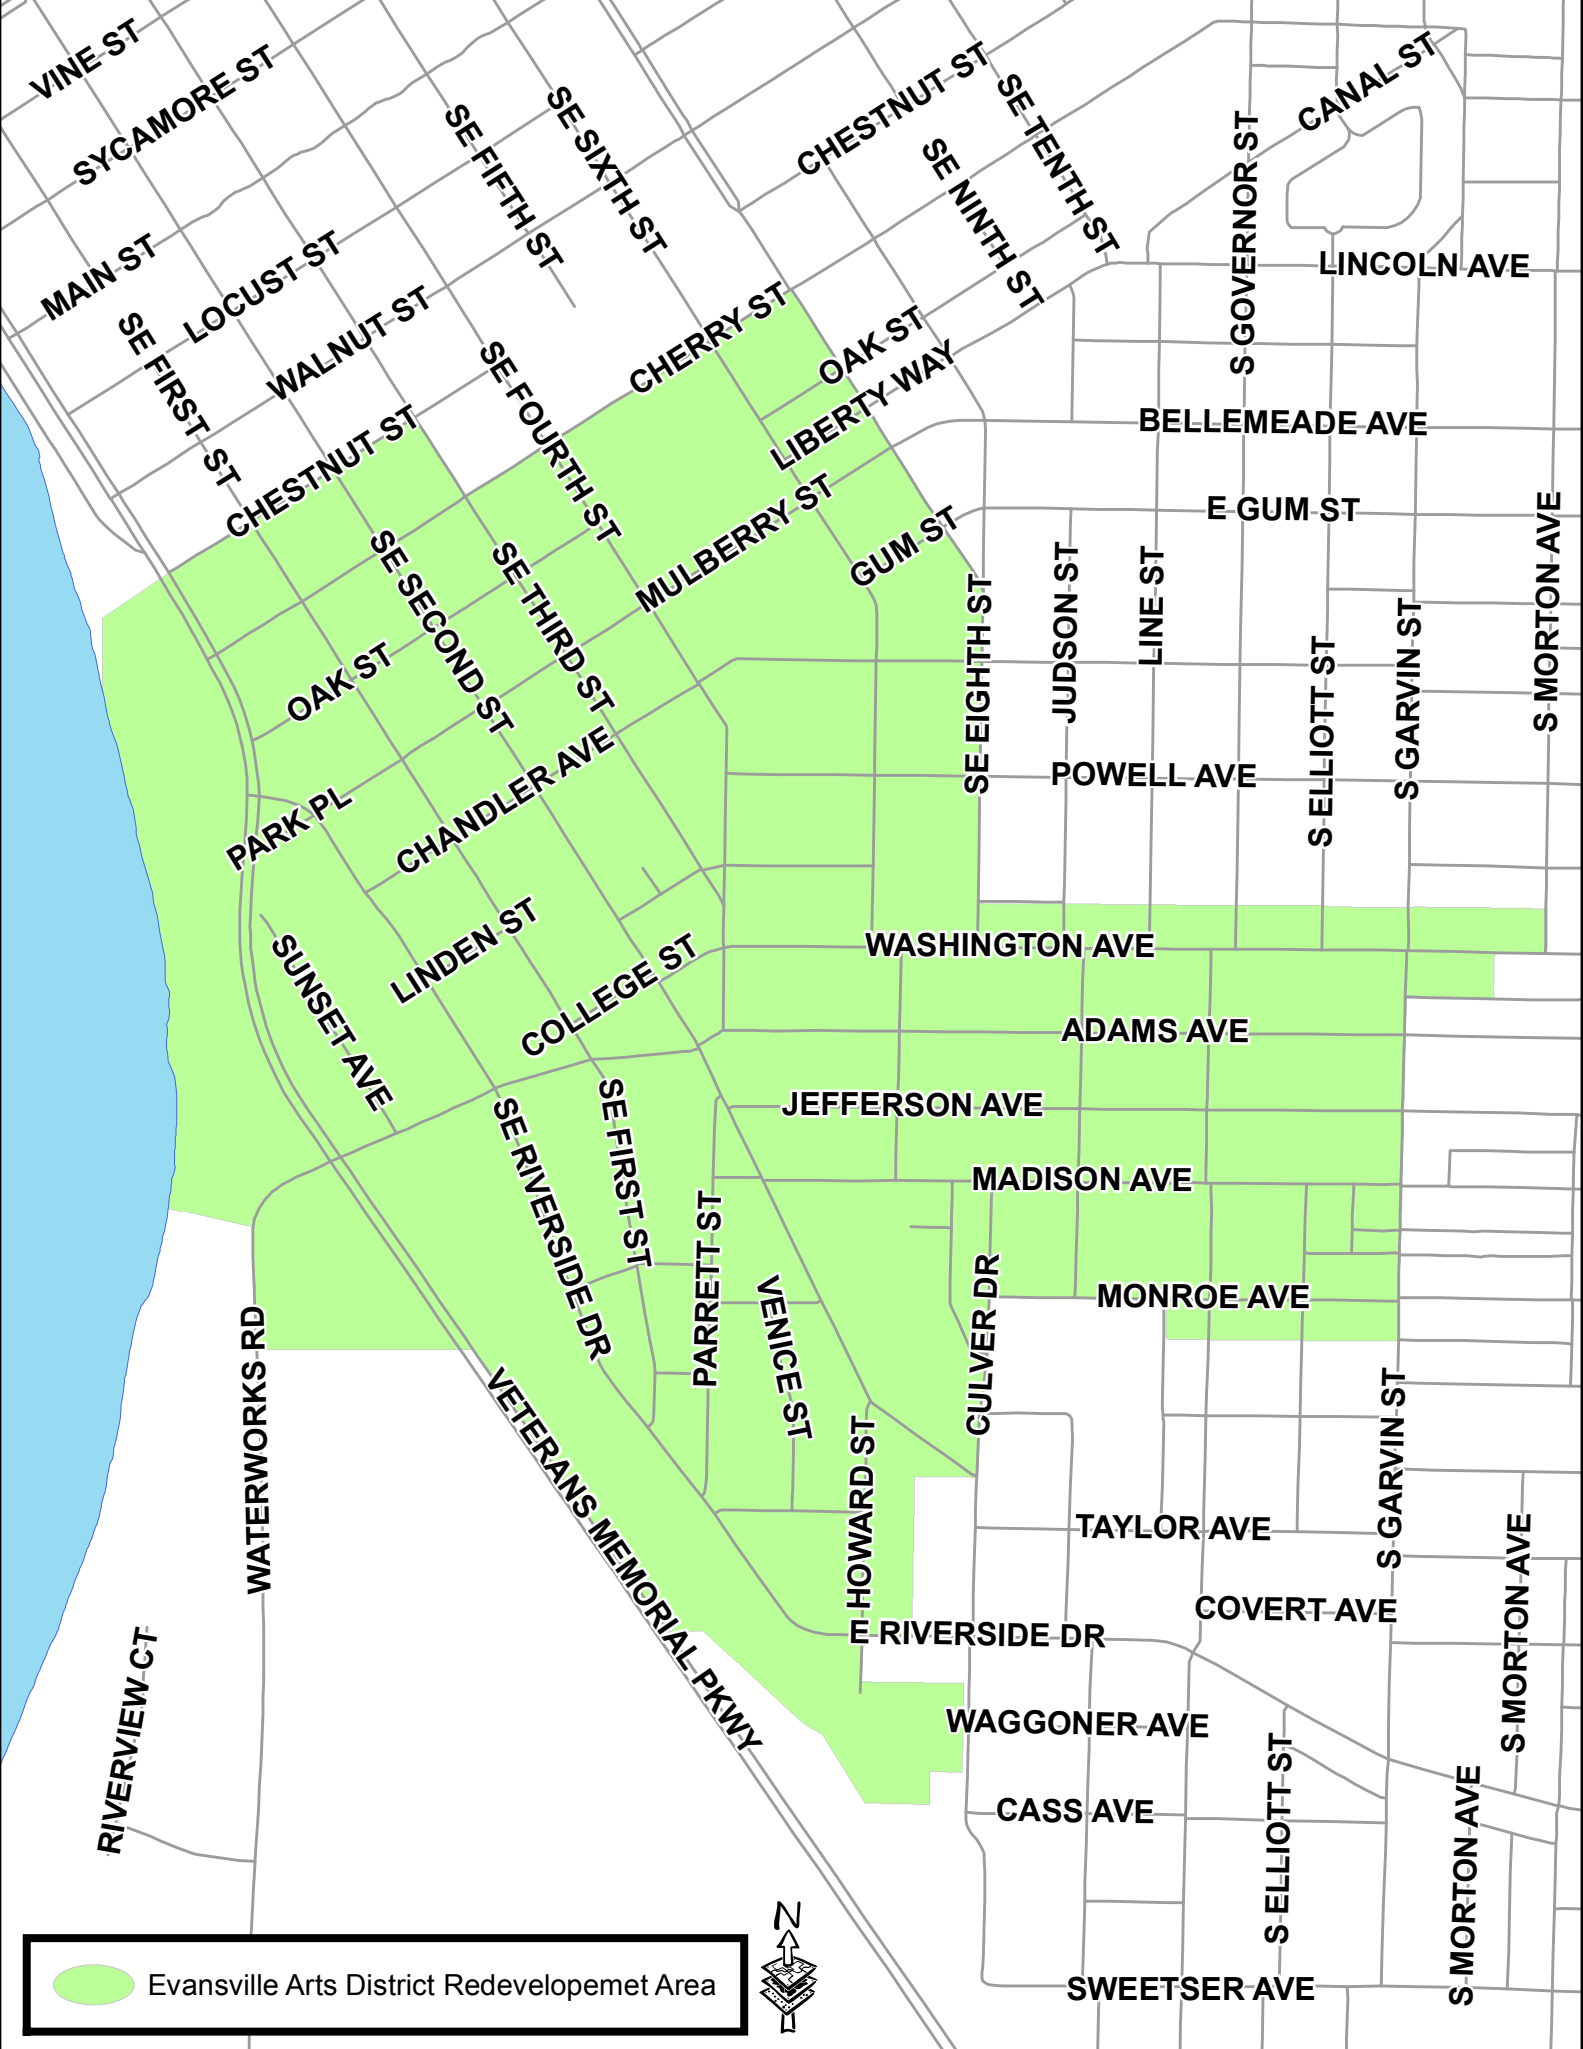 VINE ST
SYCAMORE ST
MAIN ST
LOCUST ST
WALNUT ST
SE FIRST ST
CHESTNUT ST
SE FIFTH ST
SE SIXTH ST
CHESTNUT ST
SE TENTH ST
SE NINTH ST
CANAL ST
S GOVERNOR ST
LINCOLN AVE
CHERRY ST
OAK ST
LIBERTY WAY
SE FOURTH ST
BELLEMEADE AVE
E GUM ST
MULBERRY ST
GUM ST
SE SECOND ST
SE THIRD ST
OAK ST
SE EIGHTH ST
JUDSON ST
LINE ST
S ELLIOTT ST
S GARVIN ST
S MORTON AVE
POWELL AVE
PARK PL
CHANDLER AVE
LINDEN ST
COLLEGE ST
SUNSET AVE
WASHINGTON AVE
ADAMS AVE
JEFFERSON AVE
MADISON AVE
SE RIVERSIDE DR
SE FIRST ST
PARRETT ST
VENICE ST
CULVER DR
MONROE AVE
WATERWORKS RD
VETERANS MEMORIAL PKWY
E HOWARD ST
S GARVIN ST
TAYLOR AVE
COVERT AVE
S MORTON AVE
E RIVERSIDE DR
RIVERVIEW CT
WAGGONER AVE
S ELLIOTT ST
CASS AVE
S MORTON AVE
SWEETSER AVE
N
Evansville Arts District Redevelopemet Area